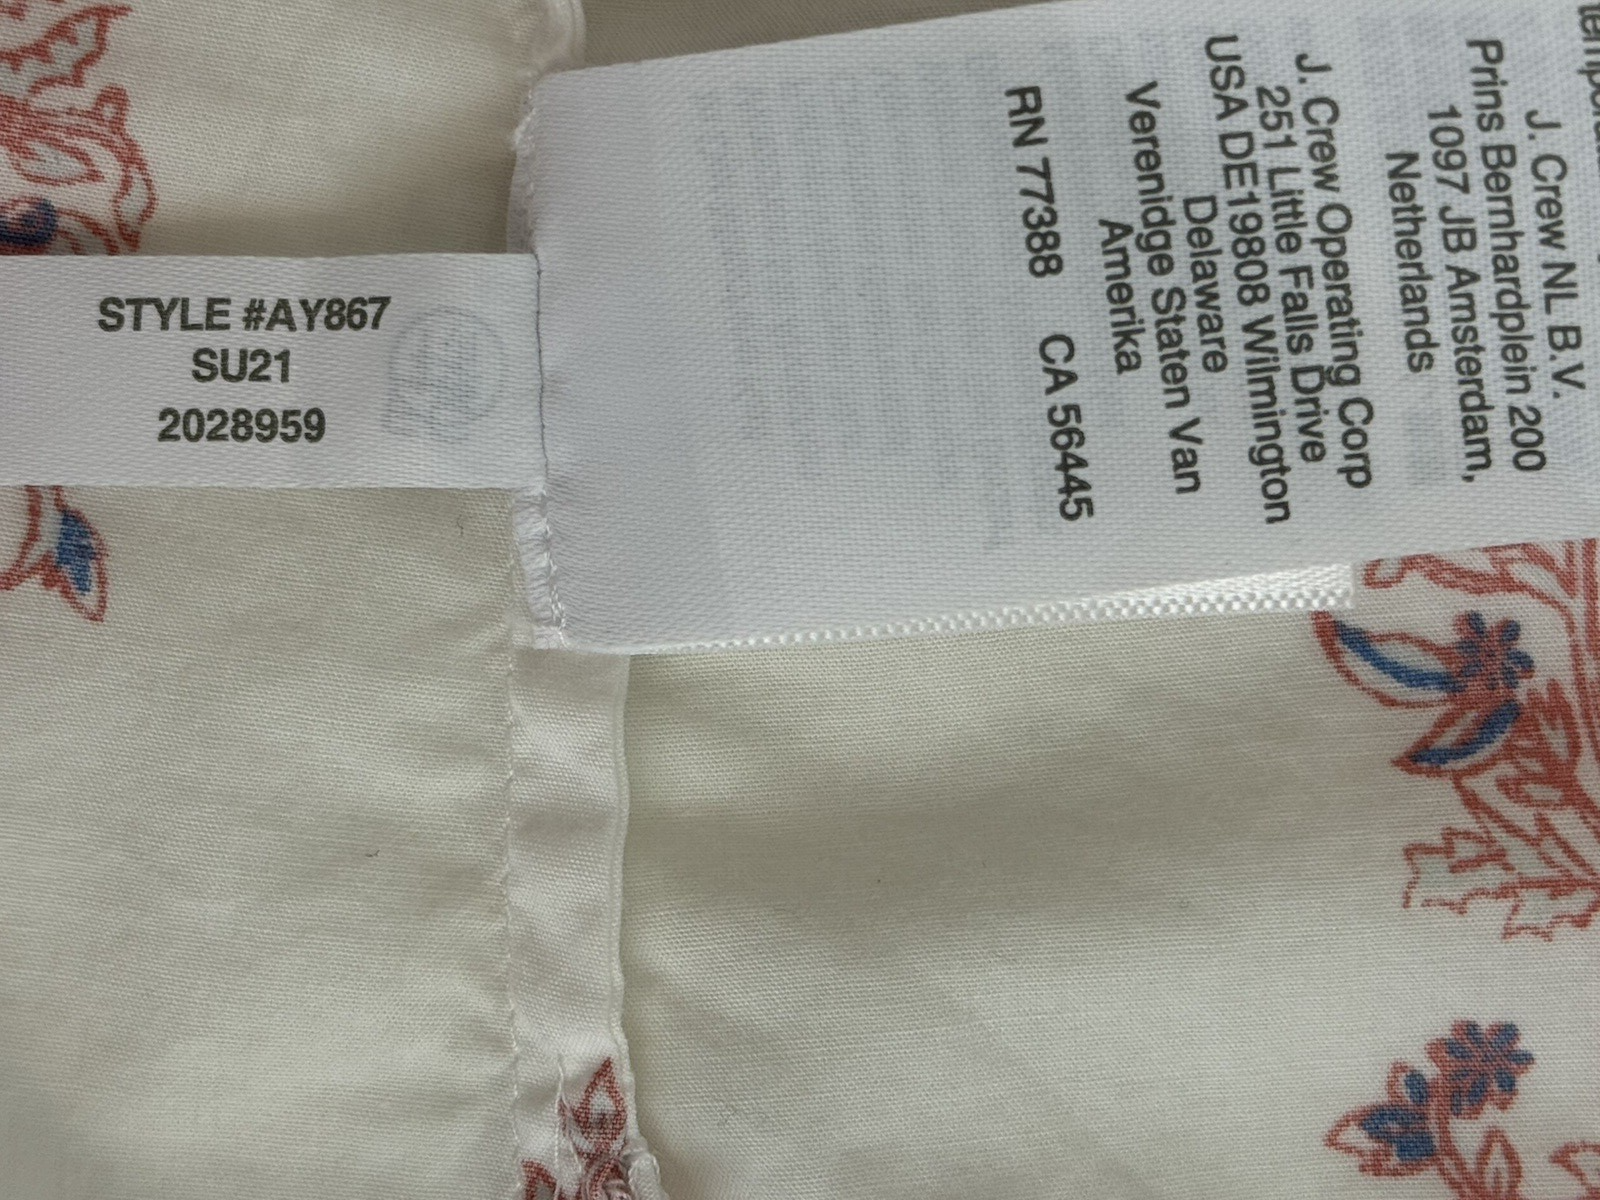 STYLE #AY867
SU21
2028959
J. Crew NL B.V.
Prins Bernhardplein 200
1097 JB Amsterdam,
Netherlands
J. Crew Operating Corp
251 Little Falls Drive
USA DE19808 Wilmington
Delaware
Verenidge Staten Van
Amerika
RN 77388 CA 56445